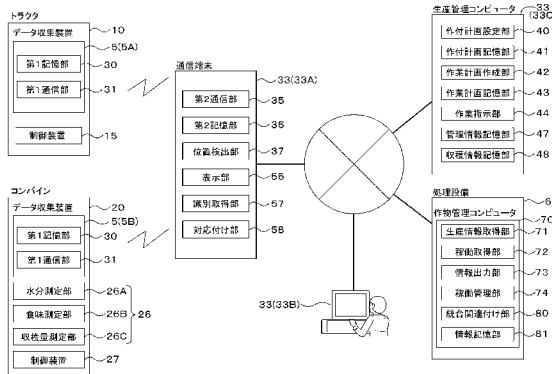 トラクタ
データ収集装置
10
5(5A)
第1記憶部
30
第1通信部
31
制御装置
15
コンバイン
データ収集装置
20
5(5B)
第1記憶部
30
第1通信部
31
水分測定部
26A
食味測定部
26B
26
収穫量測定部
26C
制御装置
27
通信端末
33(33A)
第2通信部
35
第2記憶部
36
位置検出部
37
表示部
56
識別取得部
57
対応付け部
58
33(33B)
生産管理コンピュータ
33
(33C
作付計画設定部
40
作付計画記憶部
41
作業計画作成部
42
作業計画記憶部
43
作業指示部
44
管理情報記憶部
47
収穫情報記憶部
48
処理設備
6
作物管理コンピュータ
70
生産情報取得部
71
稼働取得部
72
情報出力部
73
稼働管理部
74
統合関連付け部
80
情報記憶部
81